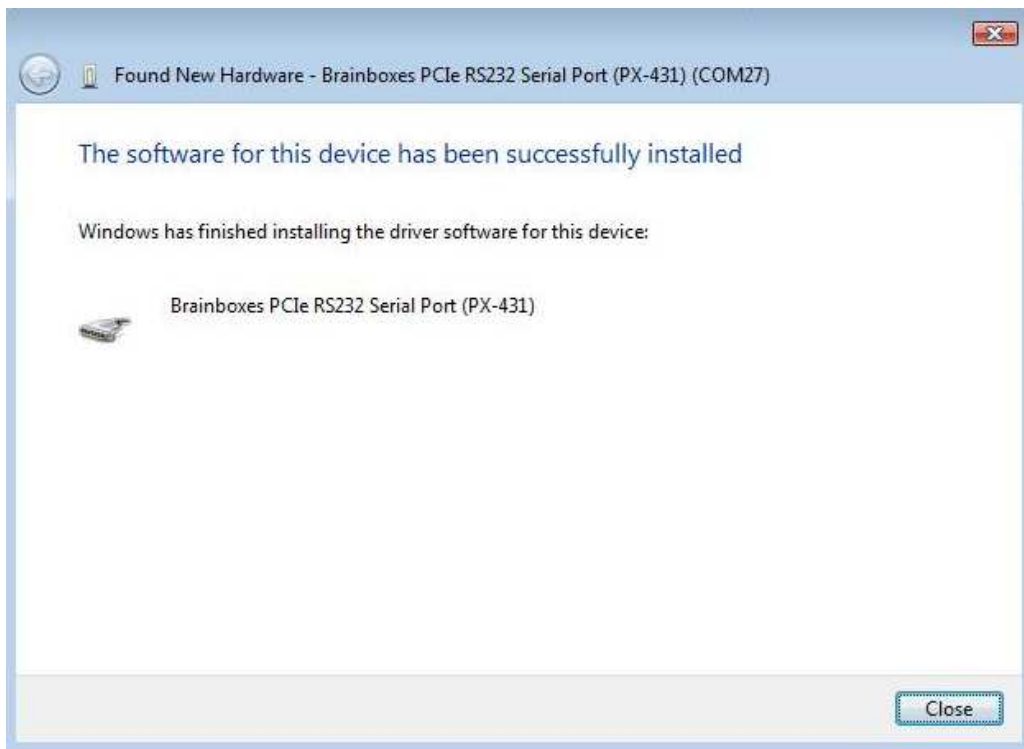 Found New Hardware - Brainboxes PCIe RS232 Serial Port (PX-431) (COM27)
The software for this device has been successfully installed
Windows has finished installing the driver software for this device:
Brainboxes PCIe RS232 Serial Port (PX-431)
Close